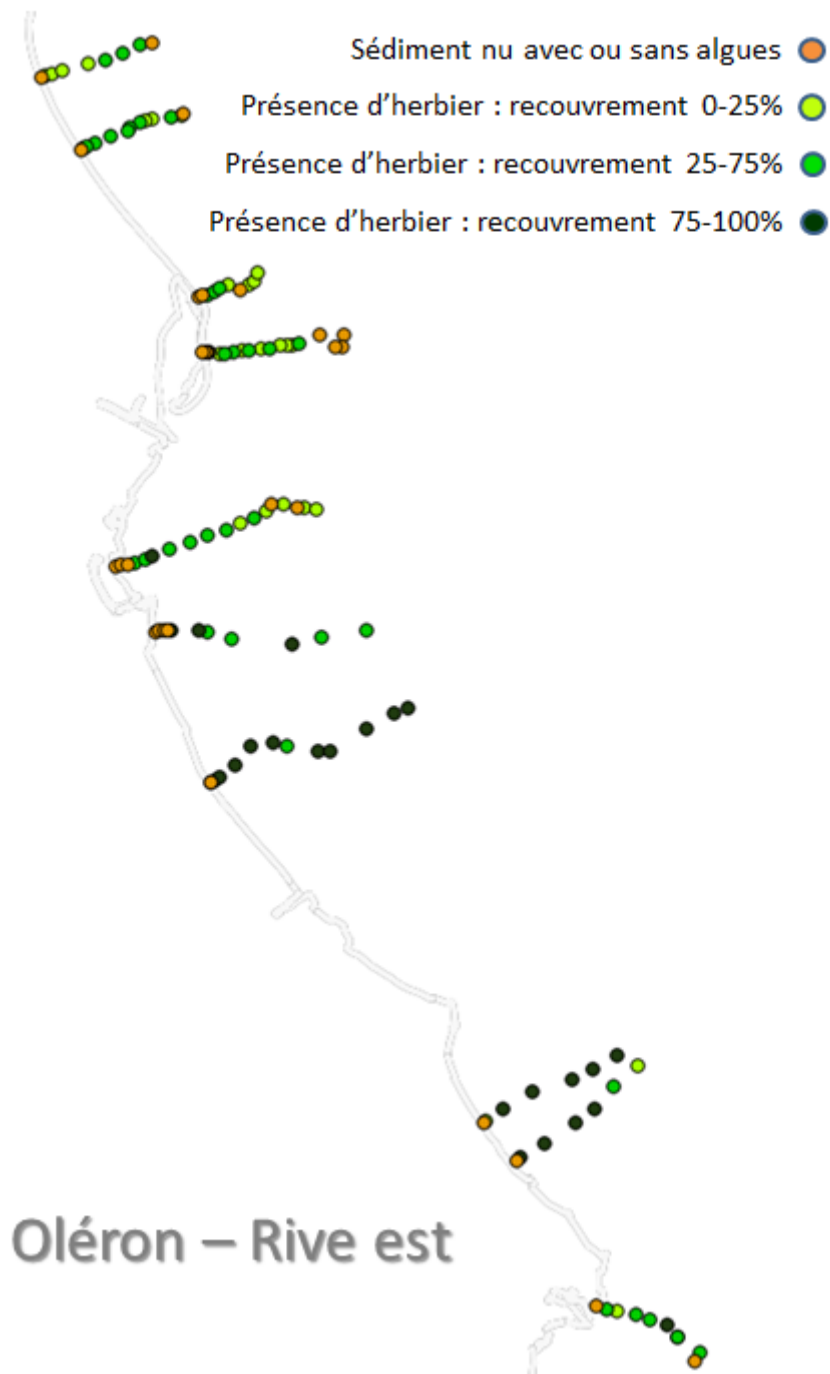 Sédiment nu avec ou sans algues
Présence d'herbier : recouvrement 0-25%
Présence d'herbier : recouvrement 25-75%
Présence d'herbier : recouvrement 75-100%
Oléron – Rive est